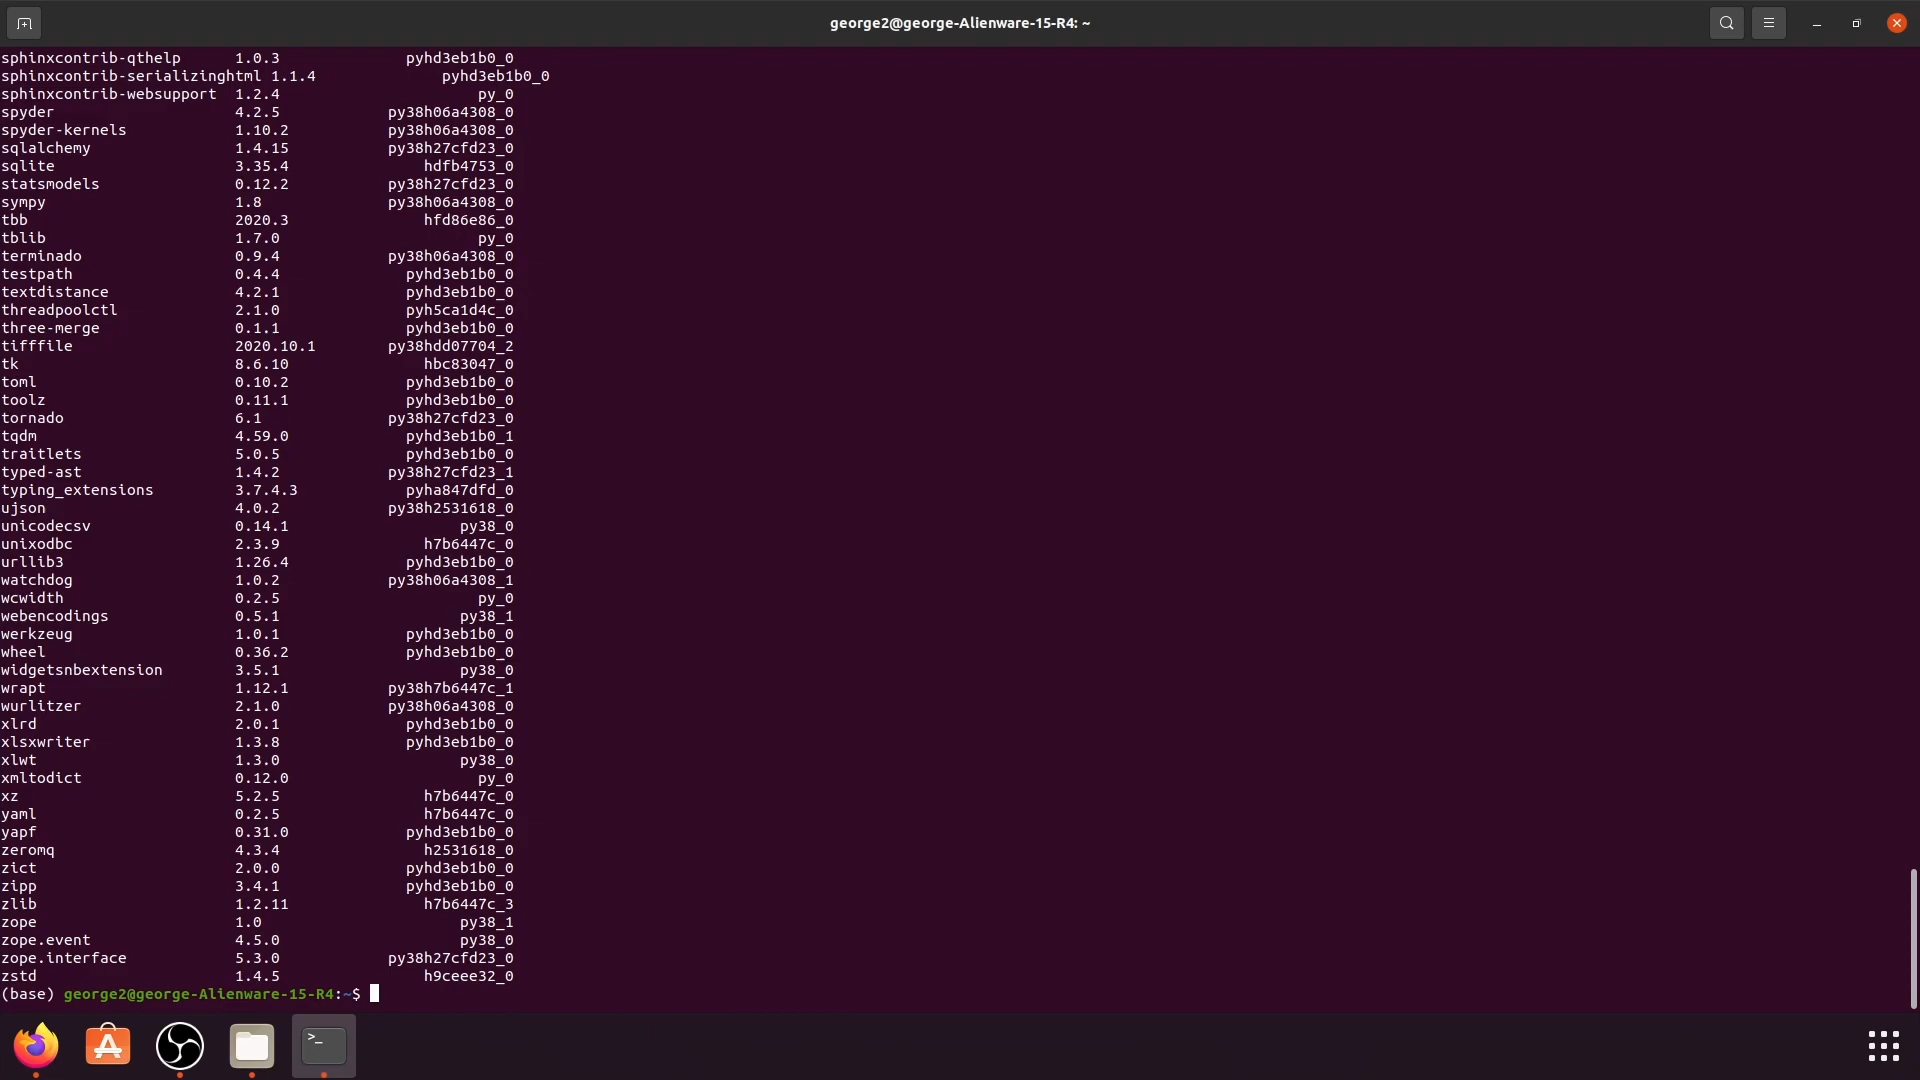 george2@george-Alienware-15-R4: ~
sphinxcontrib-qthelp 1.0.3 pyhd3eb1b0_0
sphinxcontrib-serializinghtml 1.1.4 pyhd3eb1b0_0
sphinxcontrib-websupport 1.2.4 py_0
spyder 4.2.5 py38h06a4308_0
spyder-kernels 1.10.2 py38h06a4308_0
sqlalchemy 1.4.15 py38h27cfd23_0
sqlite 3.35.4 hdfb4753_0
statsmodels 0.12.2 py38h27cfd23_0
sympy 1.8 py38h06a4308_0
tbb 2020.3 hfd86e86_0
tblib 1.7.0 py_0
terminado 0.9.4 py38h06a4308_0
testpath 0.4.4 pyhd3eb1b0_0
textdistance 4.2.1 pyhd3eb1b0_0
threadpoolctl 2.1.0 pyh5ca1d4c_0
three-merge 0.1.1 pyhd3eb1b0_0
tifffile 2020.10.1 py38hdd07704_2
tk 8.6.10 hbc83047_0
toml 0.10.2 pyhd3eb1b0_0
toolz 0.11.1 pyhd3eb1b0_0
tornado 6.1 py38h27cfd23_0
tqdm 4.59.0 pyhd3eb1b0_1
traitlets 5.0.5 pyhd3eb1b0_0
typed-ast 1.4.2 py38h27cfd23_1
typing_extensions 3.7.4.3 pyha847dfd_0
ujson 4.0.2 py38h2531618_0
unicodecsv 0.14.1 py38_0
unixodbc 2.3.9 h7b6447c_0
urllib3 1.26.4 pyhd3eb1b0_0
watchdog 1.0.2 py38h06a4308_1
wcwidth 0.2.5 py_0
webencodings 0.5.1 py38_1
werkzeug 1.0.1 pyhd3eb1b0_0
wheel 0.36.2 pyhd3eb1b0_0
widgetsnbextension 3.5.1 py38_0
wrapt 1.12.1 py38h7b6447c_1
wurlitzer 2.1.0 py38h06a4308_0
xlrd 2.0.1 pyhd3eb1b0_0
xlsxwriter 1.3.8 pyhd3eb1b0_0
xlwt 1.3.0 py38_0
xmltodict 0.12.0 py_0
xz 5.2.5 h7b6447c_0
yaml 0.2.5 h7b6447c_0
yapf 0.31.0 pyhd3eb1b0_0
zeromq 4.3.4 h2531618_0
zict 2.0.0 pyhd3eb1b0_0
zipp 3.4.1 pyhd3eb1b0_0
zlib 1.2.11 h7b6447c_3
zope 1.0 py38_1
zope.event 4.5.0 py38_0
zope.interface 5.3.0 py38h27cfd23_0
zstd 1.4.5 h9ceee32_0
(base) george2@george-Alienware-15-R4:~$